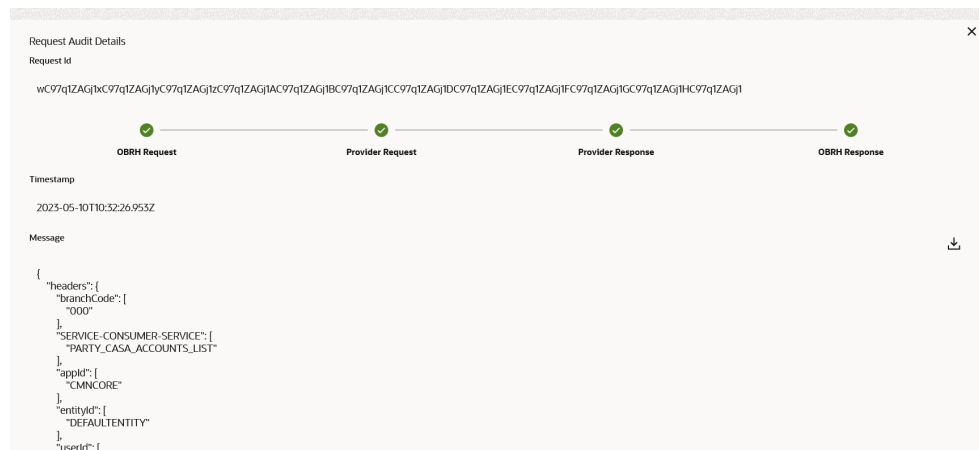 Request Audit Details
Request Id
wC97q1ZAGj1xC97q1ZAGj1yC97q1ZAGj1zC97q1ZAGj1AC97q1ZAGj1BC97q1ZAGj1CC97q1ZAGj1DC97q1ZAGj1EC97q1ZAGj1FC97q1ZAGj1GC97q1ZAGj1HC97q1ZAGj1
OBRH Request Provider Request Provider Response OBRH Response
Timestamp
2023-05-10T10:32:26.953Z
Message
{
"headers": {
"branchCode": [
"000"
],
"SERVICE-CONSUMER-SERVICE": [
"PARTY_CASA_ACCOUNTS_LIST"
],
"appId": [
"CMNCORE"
],
"entityId": [
"DEFAULTENTITY"
],
"userId": [